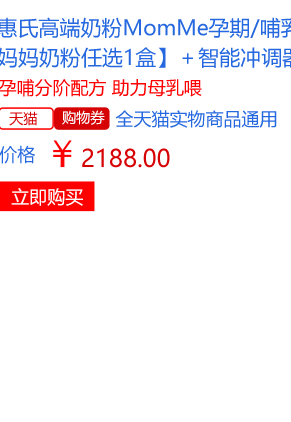 惠氏高端奶粉MomMe孕期/哺乳
妈妈奶粉任选1盒】＋智能冲调器
孕哺分阶配方 助力母乳喂
天猫 购物券 全天猫实物商品通用
价格 ￥ 2188.00
立即购买